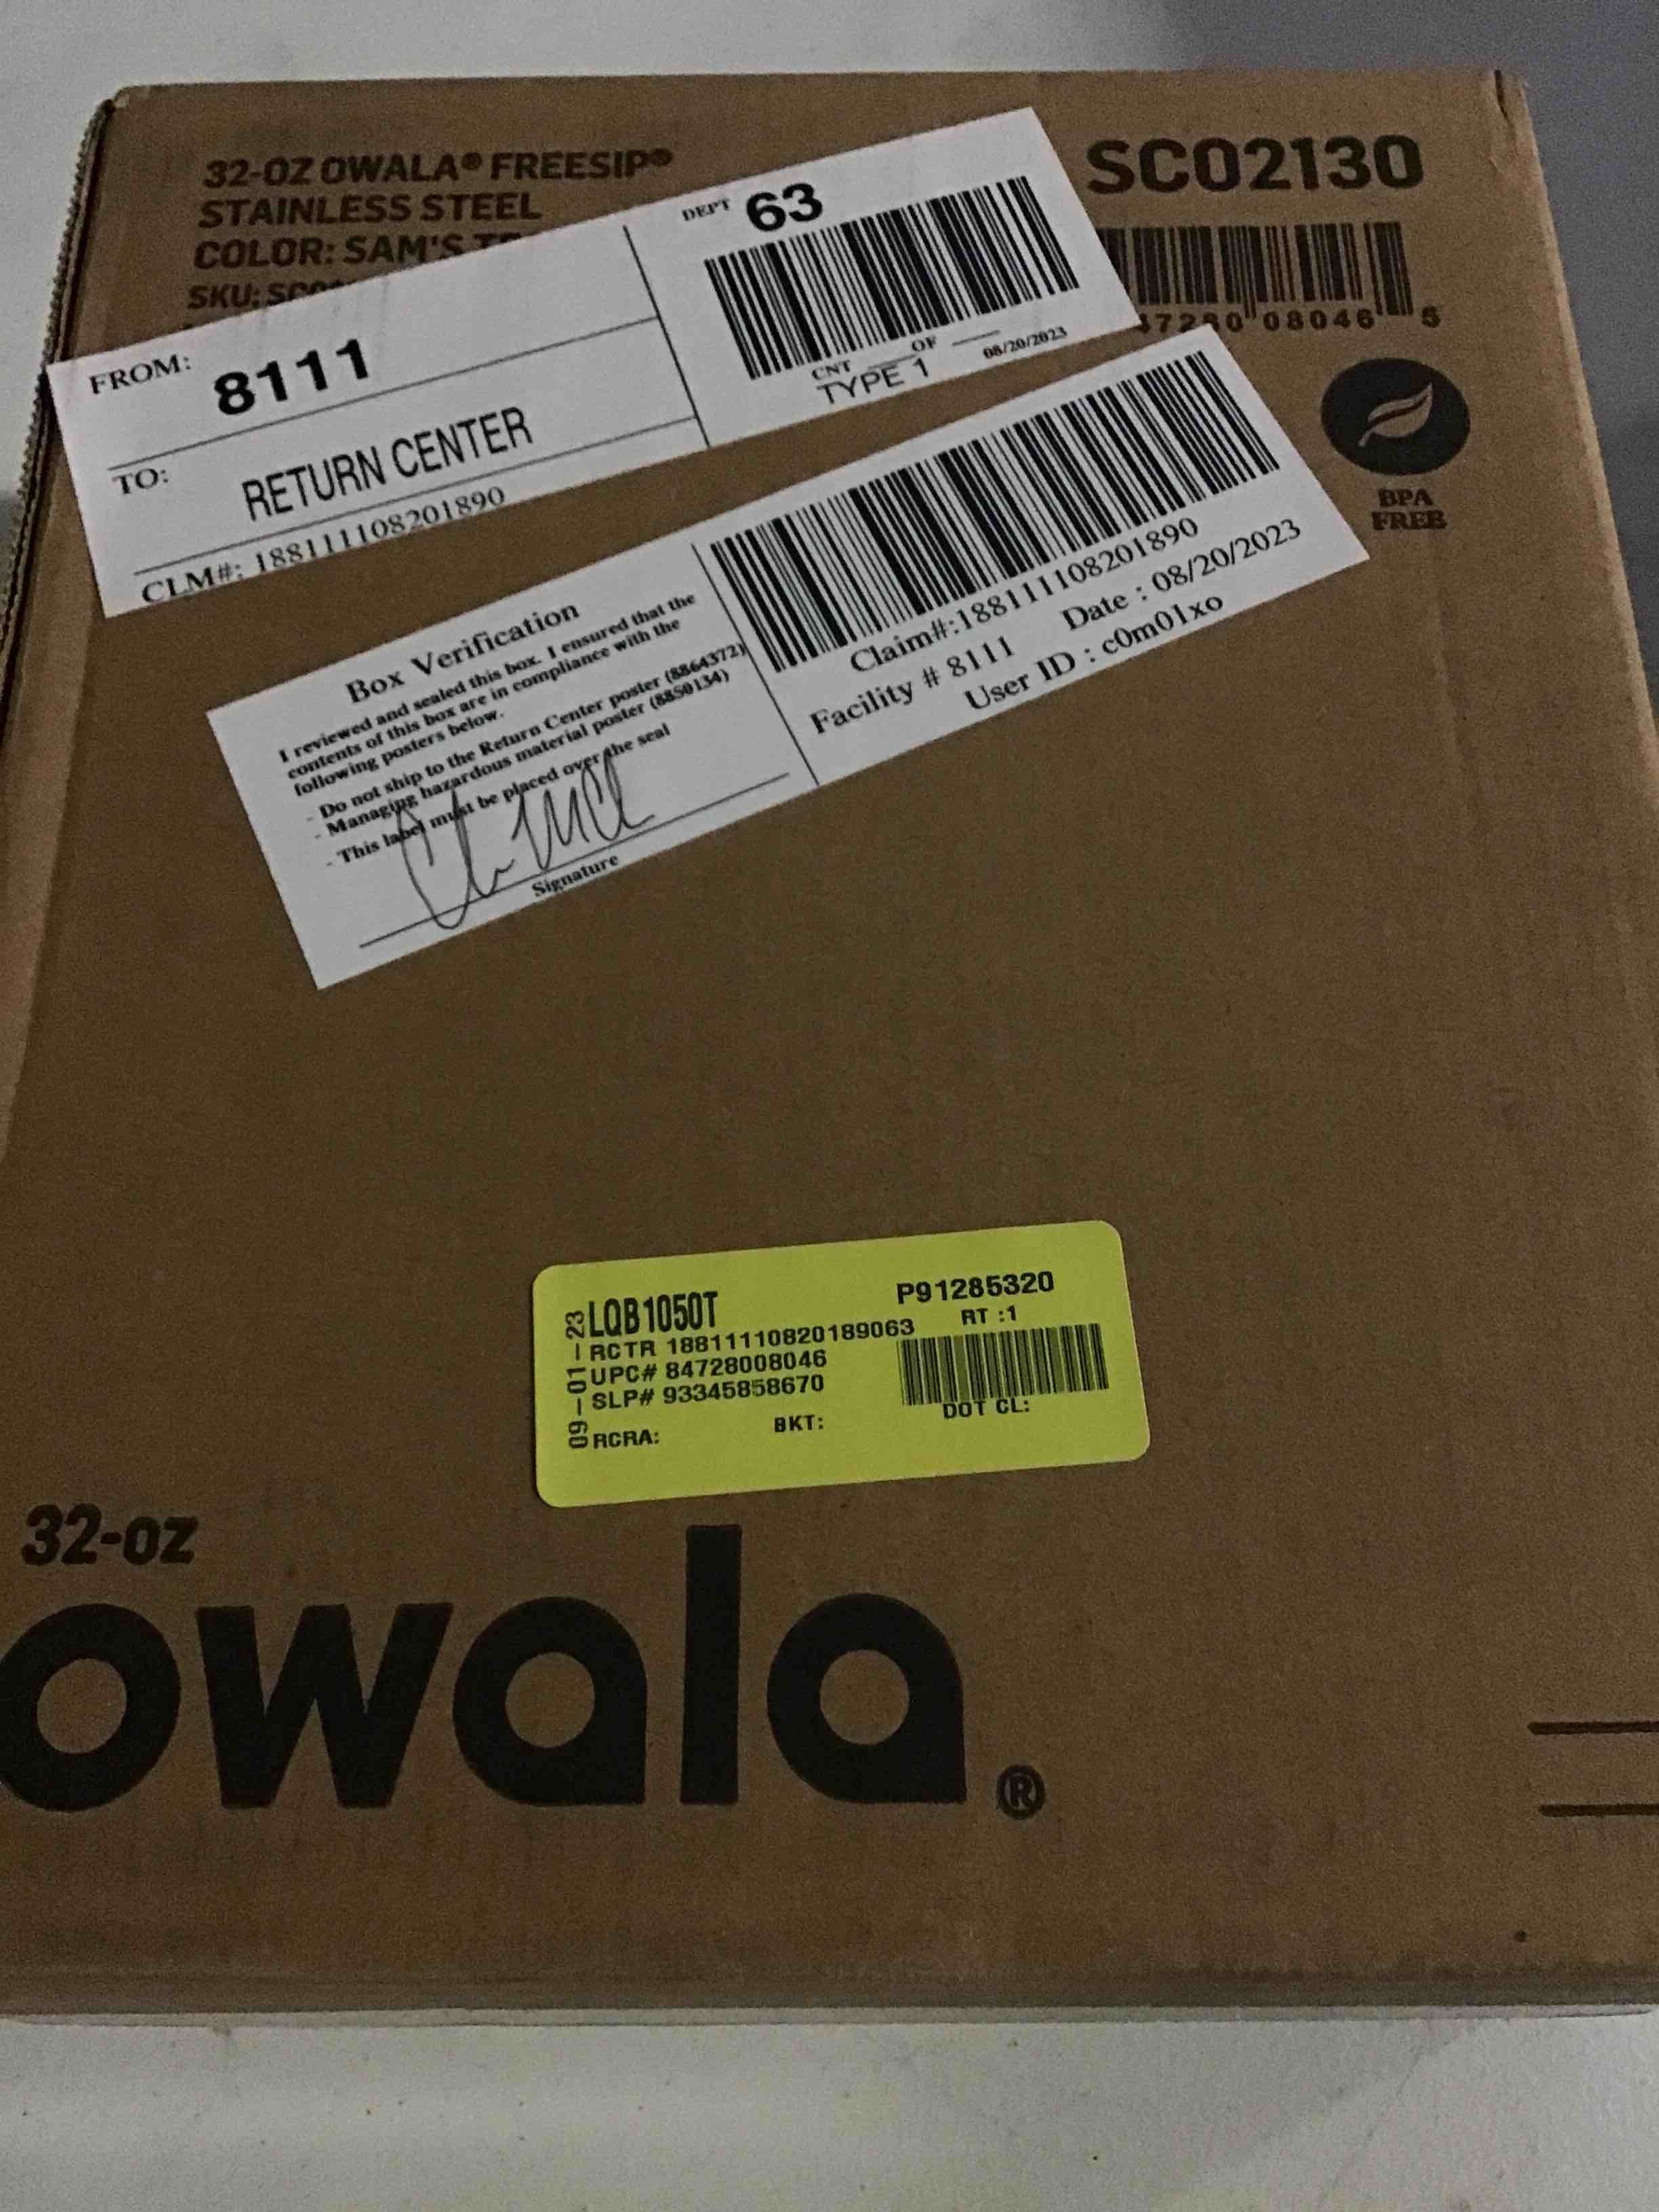 32-OZ OWALA® FREESIP®
STAINLESS STEEL
COLOR: SAM'S
SKU:
SC02130
47280 08046 5
BPA
FREE
FROM: 8111
TO: RETURN CENTER
CLM#: 188111108201890
DEPT 63
CNT OF 08/20/2023
TYPE 1
Box Verification
I reviewed and sealed this box. I ensured that the
contents of this box are in compliance with the
following posters below.
- Do not ship to the Return Center poster (8864372)
- Managing hazardous material poster (8850134)
- This label must be placed over the seal
Signature
Claim#:188111108201890
Facility # 8111 Date : 08/20/2023
User ID : c0m01xo
09-01-23
LQB1050T P91285320
RCTR 18811110820189063 RT :1
UPC# 84728008046
SLP# 93345858670
RCRA: BKT: DOT CL:
32-oz
owala®